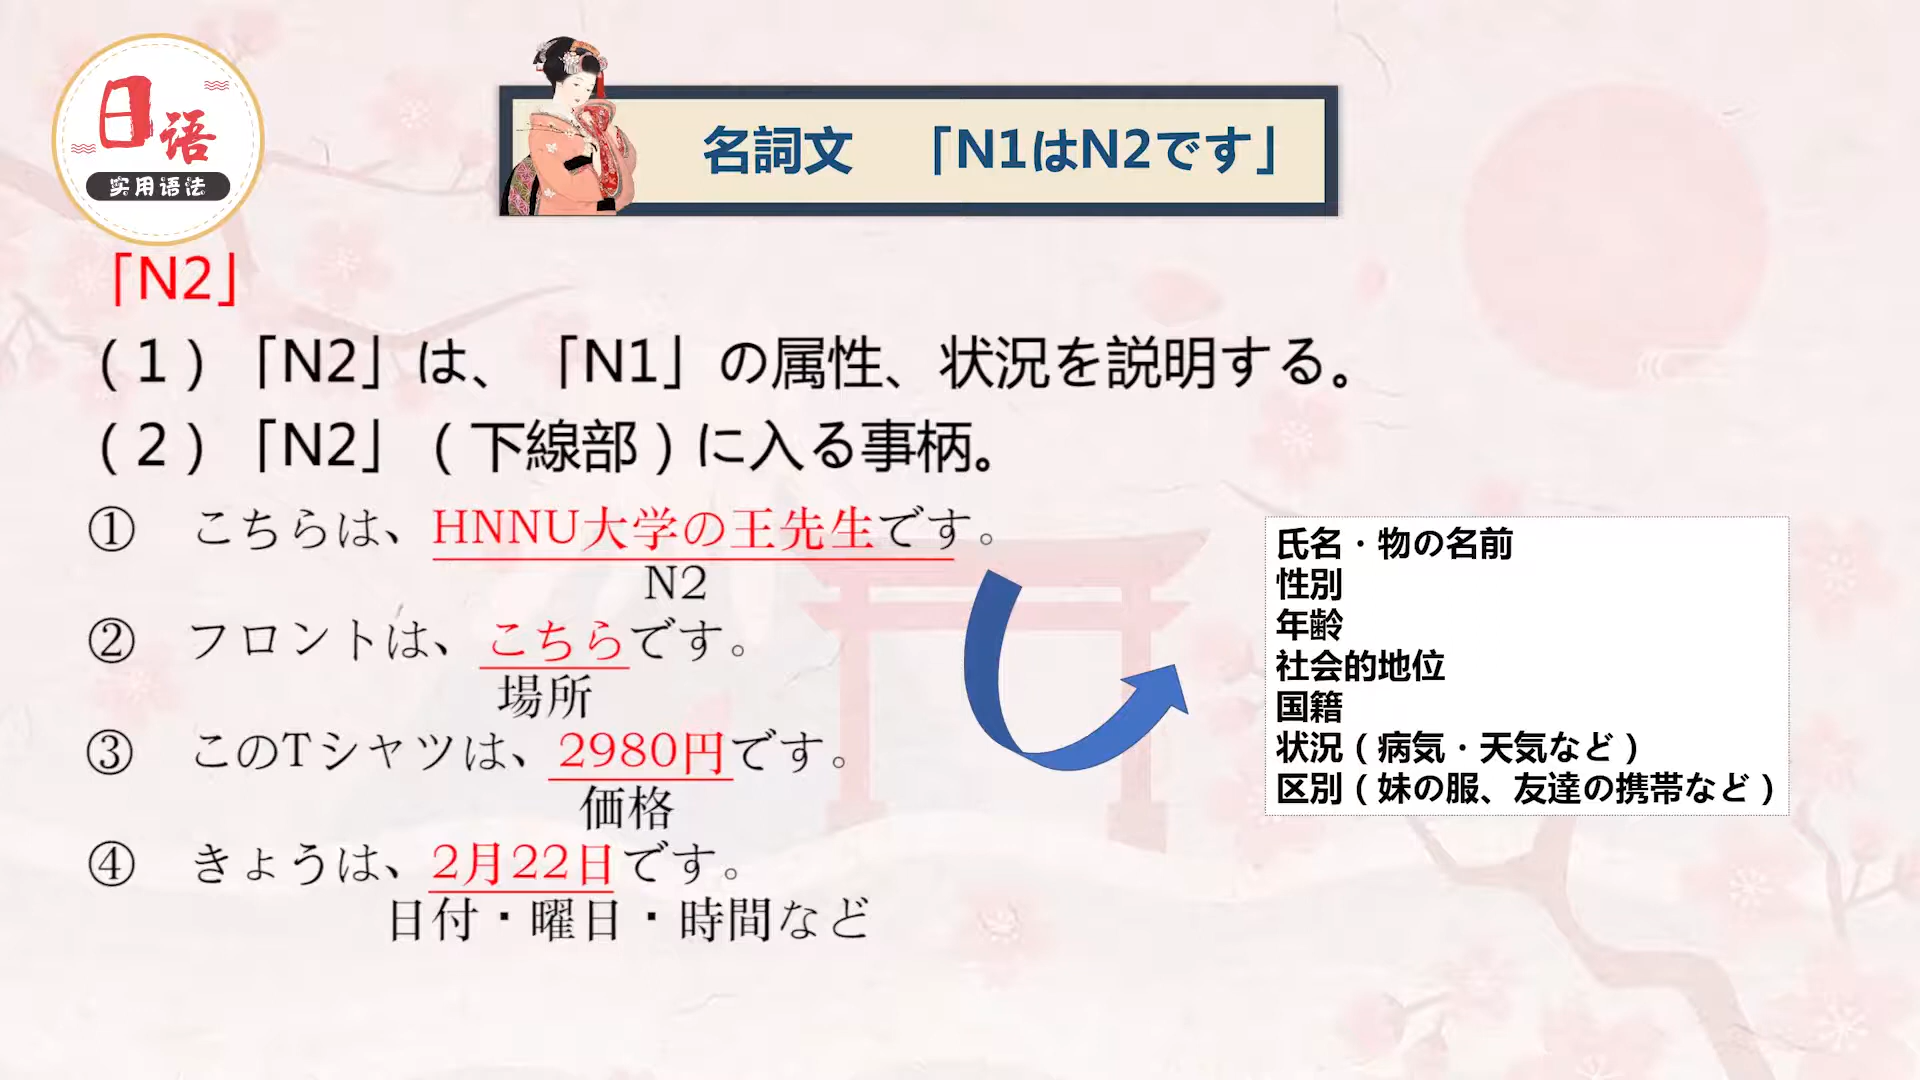 日语
实用语法
名詞文 「N1はN2です」
「N2」
(1)「N2」は、「N1」の属性、状況を説明する。
(2)「N2」(下線部)に入る事柄。
① こちらは、HNNU大学の王先生です。
N2
② フロントは、こちらです。
場所
③ このTシャツは、2980円です。
価格
④ きょうは、2月22日です。
日付・曜日・時間など
氏名・物の名前
性別
年齢
社会的地位
国籍
状況(病気・天気など)
区別(妹の服、友達の携帯など)